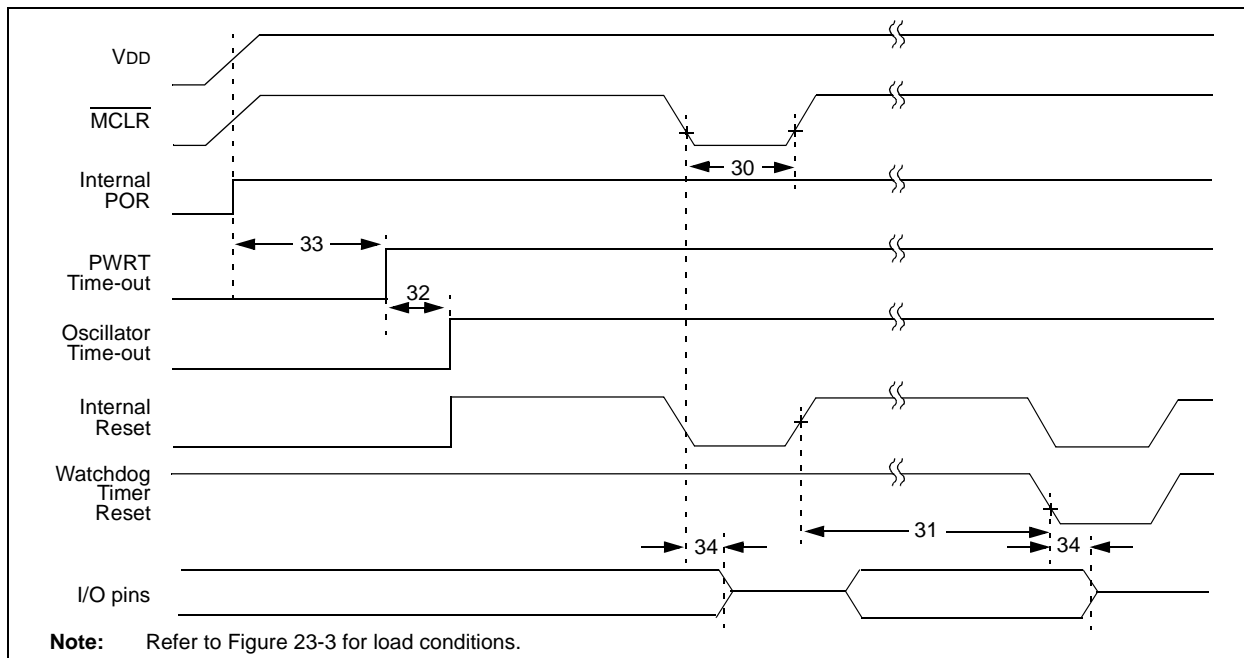 VDD
MCLR
30
Internal
POR
33
PWRT
Time-out
32
Oscillator
Time-out
Internal
Reset
Watchdog
Timer
Reset
31
34
34
I/O pins
Note: Refer to Figure 23-3 for load conditions.